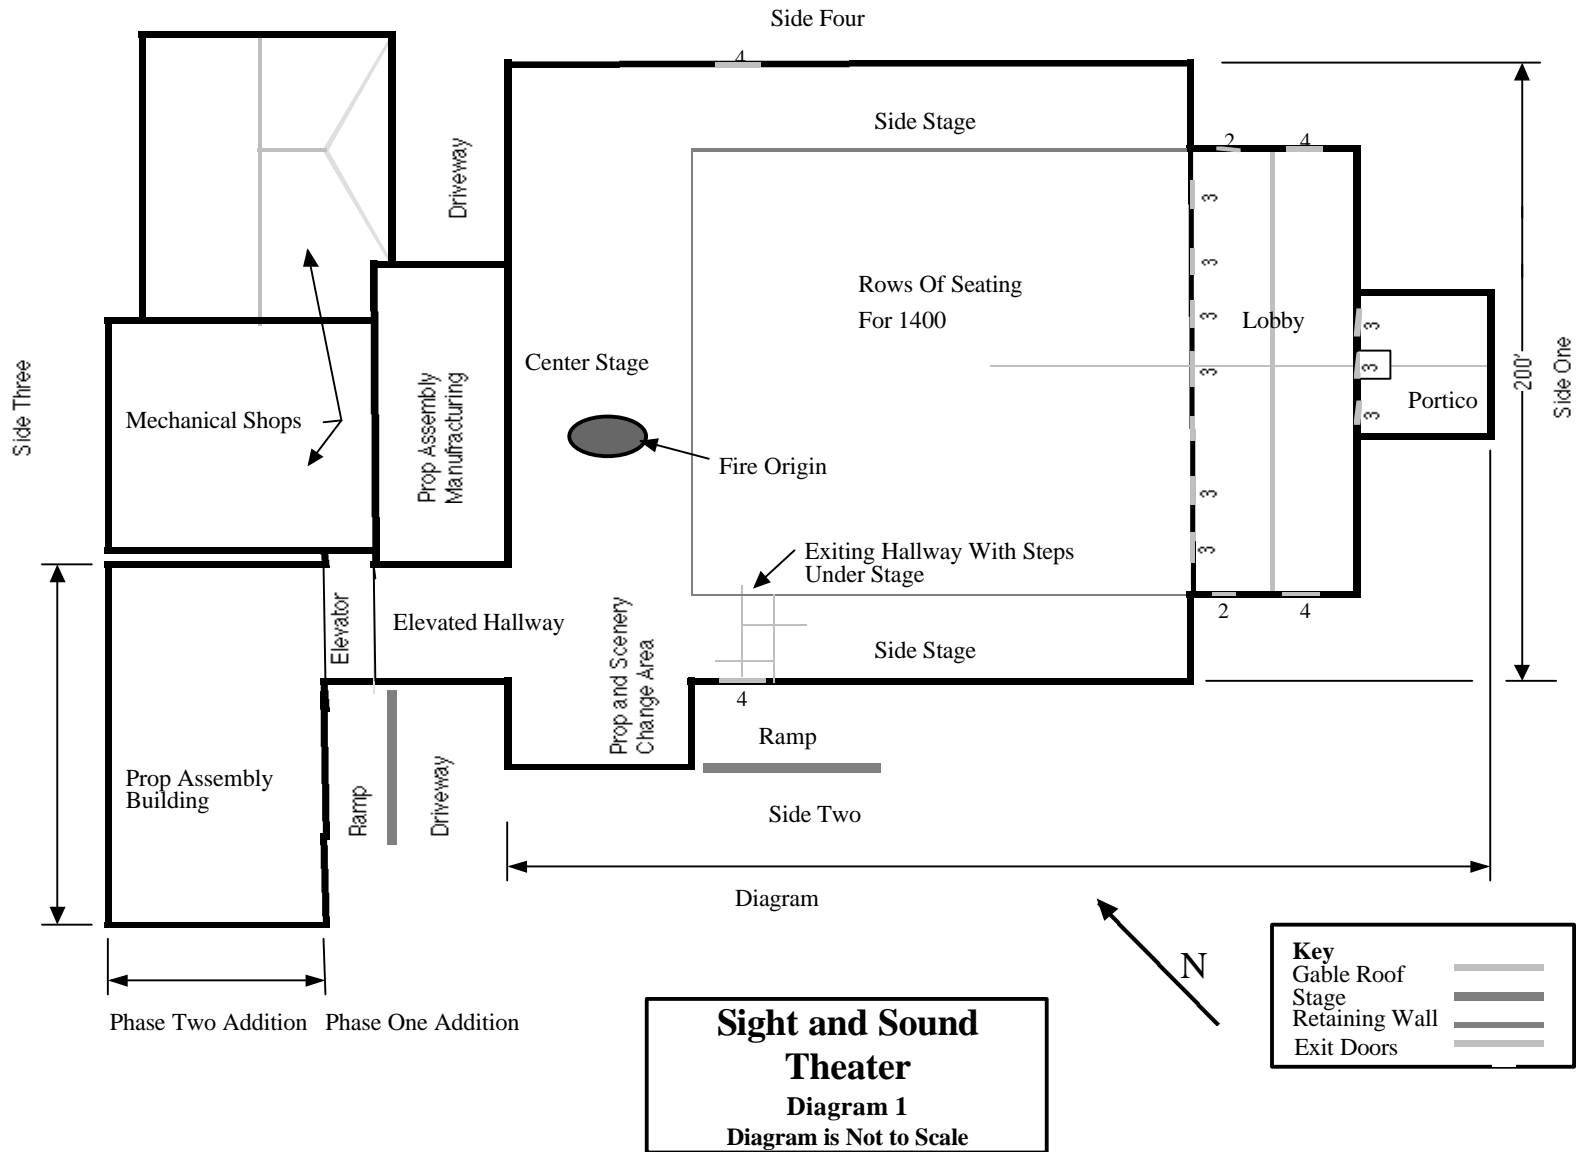 Side Four
4
Side Stage
2
4
Driveway
3
3
3
3
3
3
Rows Of Seating
For 1400
Lobby
3
3
3
Portico
200'
Side One
Side Three
Center Stage
Mechanical Shops
Prop Assembly
Manufracturing
Fire Origin
Exiting Hallway With Steps
Under Stage
Elevator
Elevated Hallway
Prop and Scenery
Change Area
Side Stage
2
4
4
Ramp
Prop Assembly
Building
Ramp
Driveway
Side Two
Diagram
N
Phase Two Addition
Phase One Addition
Key
Gable Roof
Stage
Retaining Wall
Exit Doors
Sight and Sound
Theater
Diagram 1
Diagram is Not to Scale